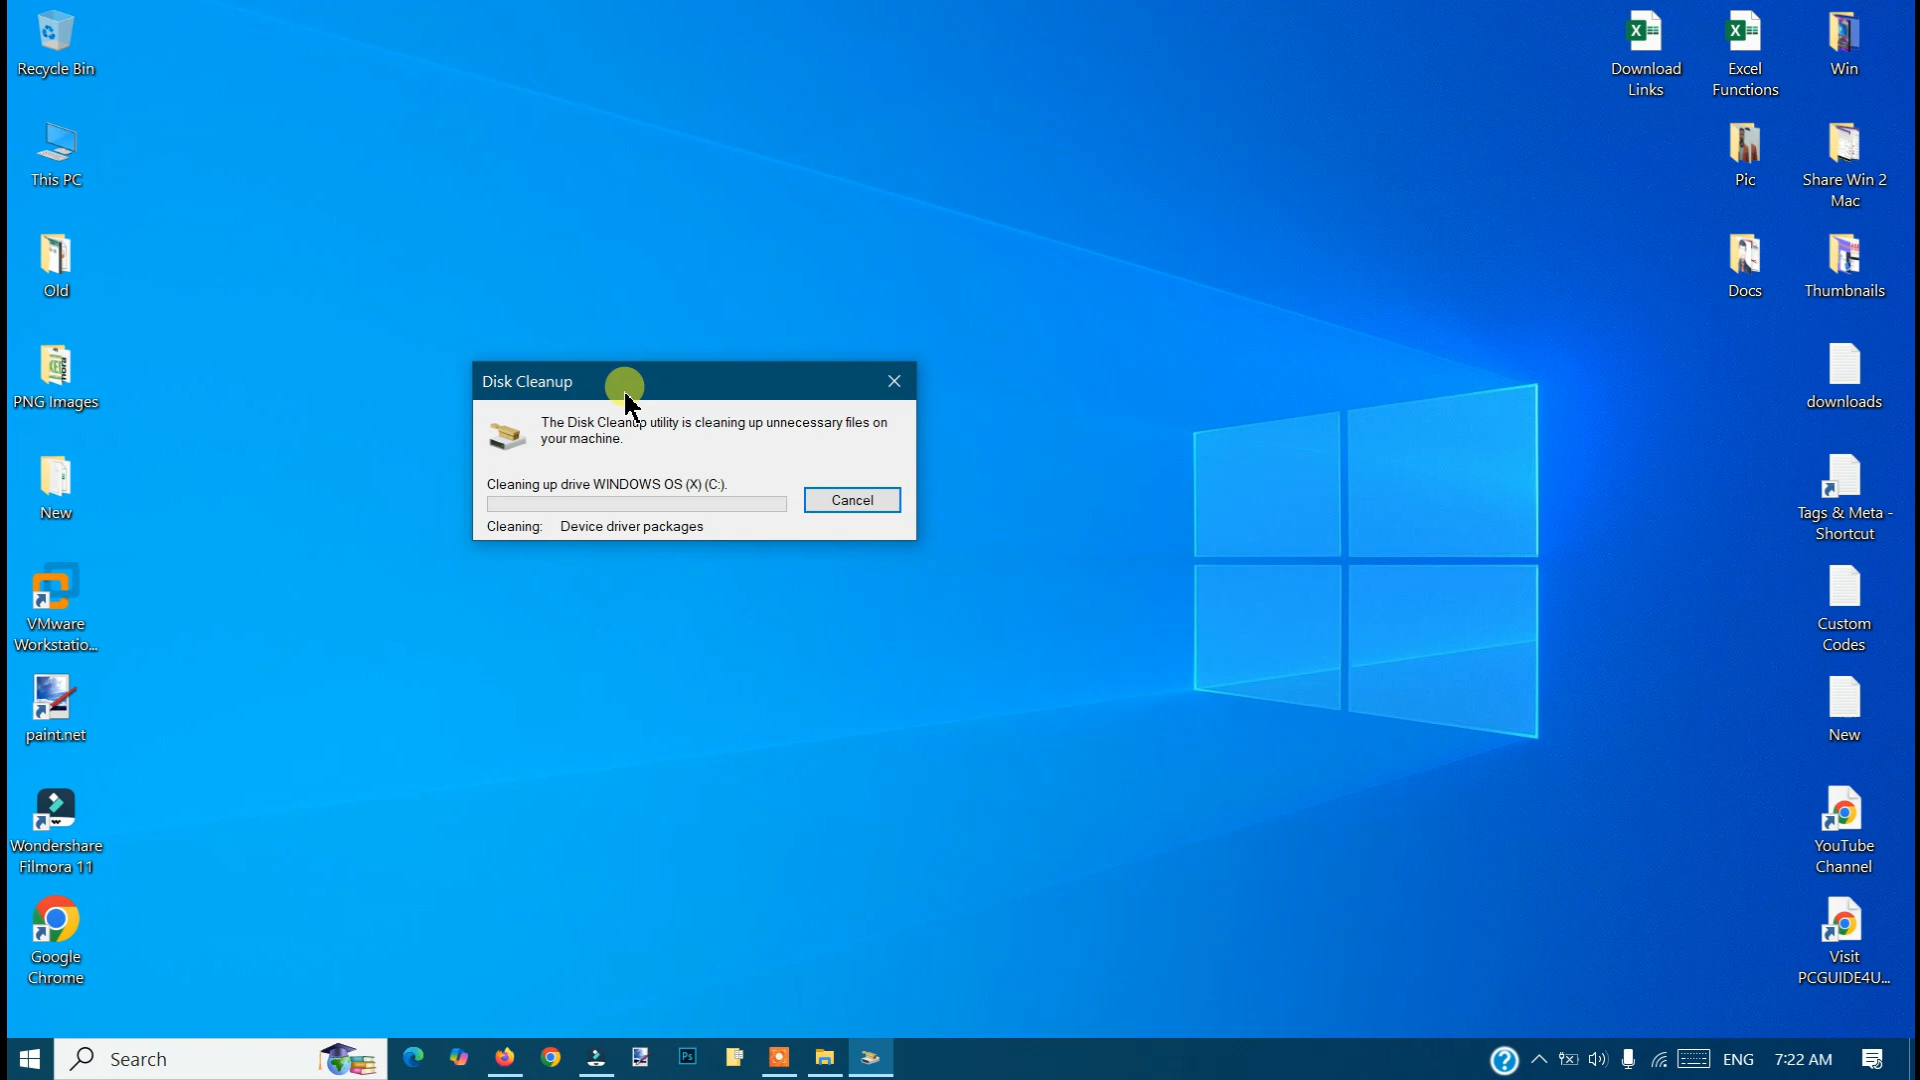 Recycle Bin
This PC
Old
PNG Images
New
VMware
Workstatio...
paint.net
Wondershare
Filmora 11
Google
Chrome
Disk Cleanup
The Disk Cleanup utility is cleaning up unnecessary files on
your machine.
Cleaning up drive WINDOWS OS (X) (C:).
Cancel
Cleaning: Device driver packages
Download
Links
Excel
Functions
Win
Pic
Share Win 2
Mac
Docs
Thumbnails
downloads
Tags & Meta -
Shortcut
Custom
Codes
New
YouTube
Channel
Visit
PCGUIDE4U...
Search
Ps
ENG
7:22 AM